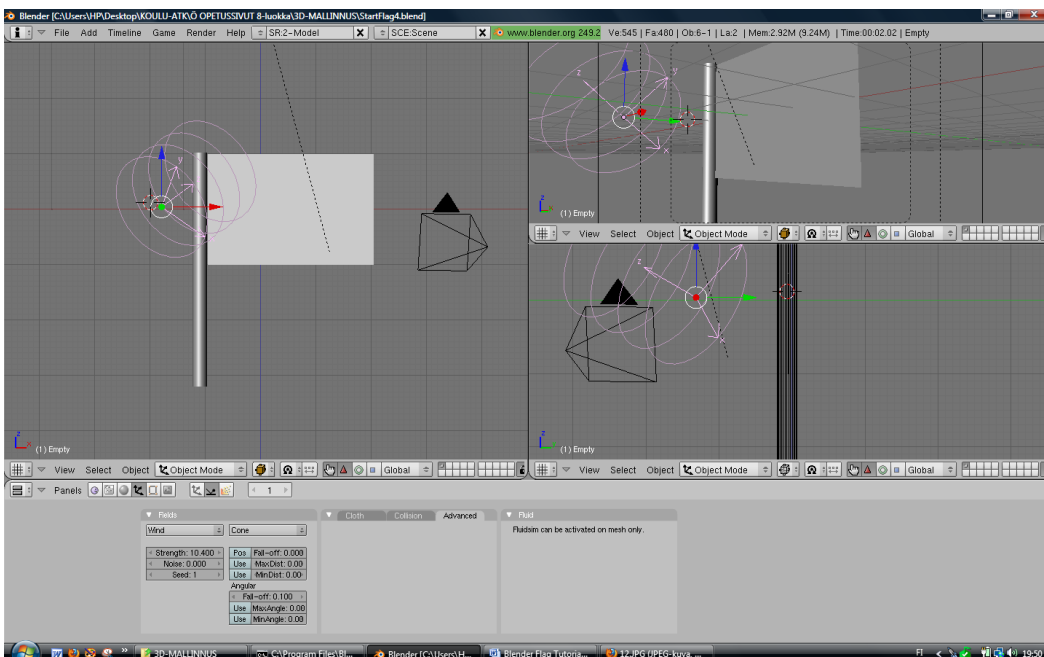 Blender [C:\Users\HP\Desktop\KOULU-ATK\Ö OPETUSSIVUT 8-luokka\3D-MALLINNUS\StartFlag4.blend]
File Add Timeline Game Render Help SR:2-Model X SCE:Scene X www.blender.org 249.2 Ve:545 | Fa:480 | Ob:6-1 | La:2 | Mem:2.92M (9.24M) | Time:00:02.02 | Empty
z y
x
z
(1) Empty
View Select Object Object Mode Global
y
z x
(1) Empty
View Select Object Object Mode Global
z
x
z
(1) Empty
View Select Object Object Mode Global
Panels 1
Fields Cloth Collision Advanced Fluid
Wind Cone Fluidsim can be activated on mesh only.
Strength: 10.400 Pos Fall-off: 0.000
Noise: 0.000 Use MaxDist: 0.00
Seed: 1 Use MinDist: 0.00
Angular
Fall-off: 0.100
Use MaxAngle: 0.00
Use MinAngle: 0.00
3D-MALLINNUS C:\Program Files\Bl... Blender [C:\Users\H... Blender Flag Tutoria... 12.JPG (JPEG-kuva, ... FI 19:50